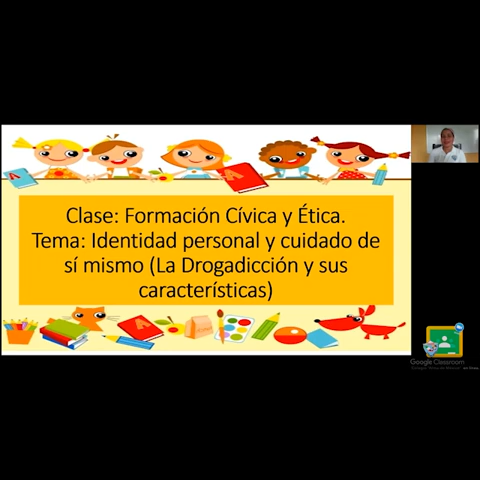 Clase: Formación Cívica y Ética.
Tema: Identidad personal y cuidado de
sí mismo (La Drogadicción y sus
características)
Google Classroom